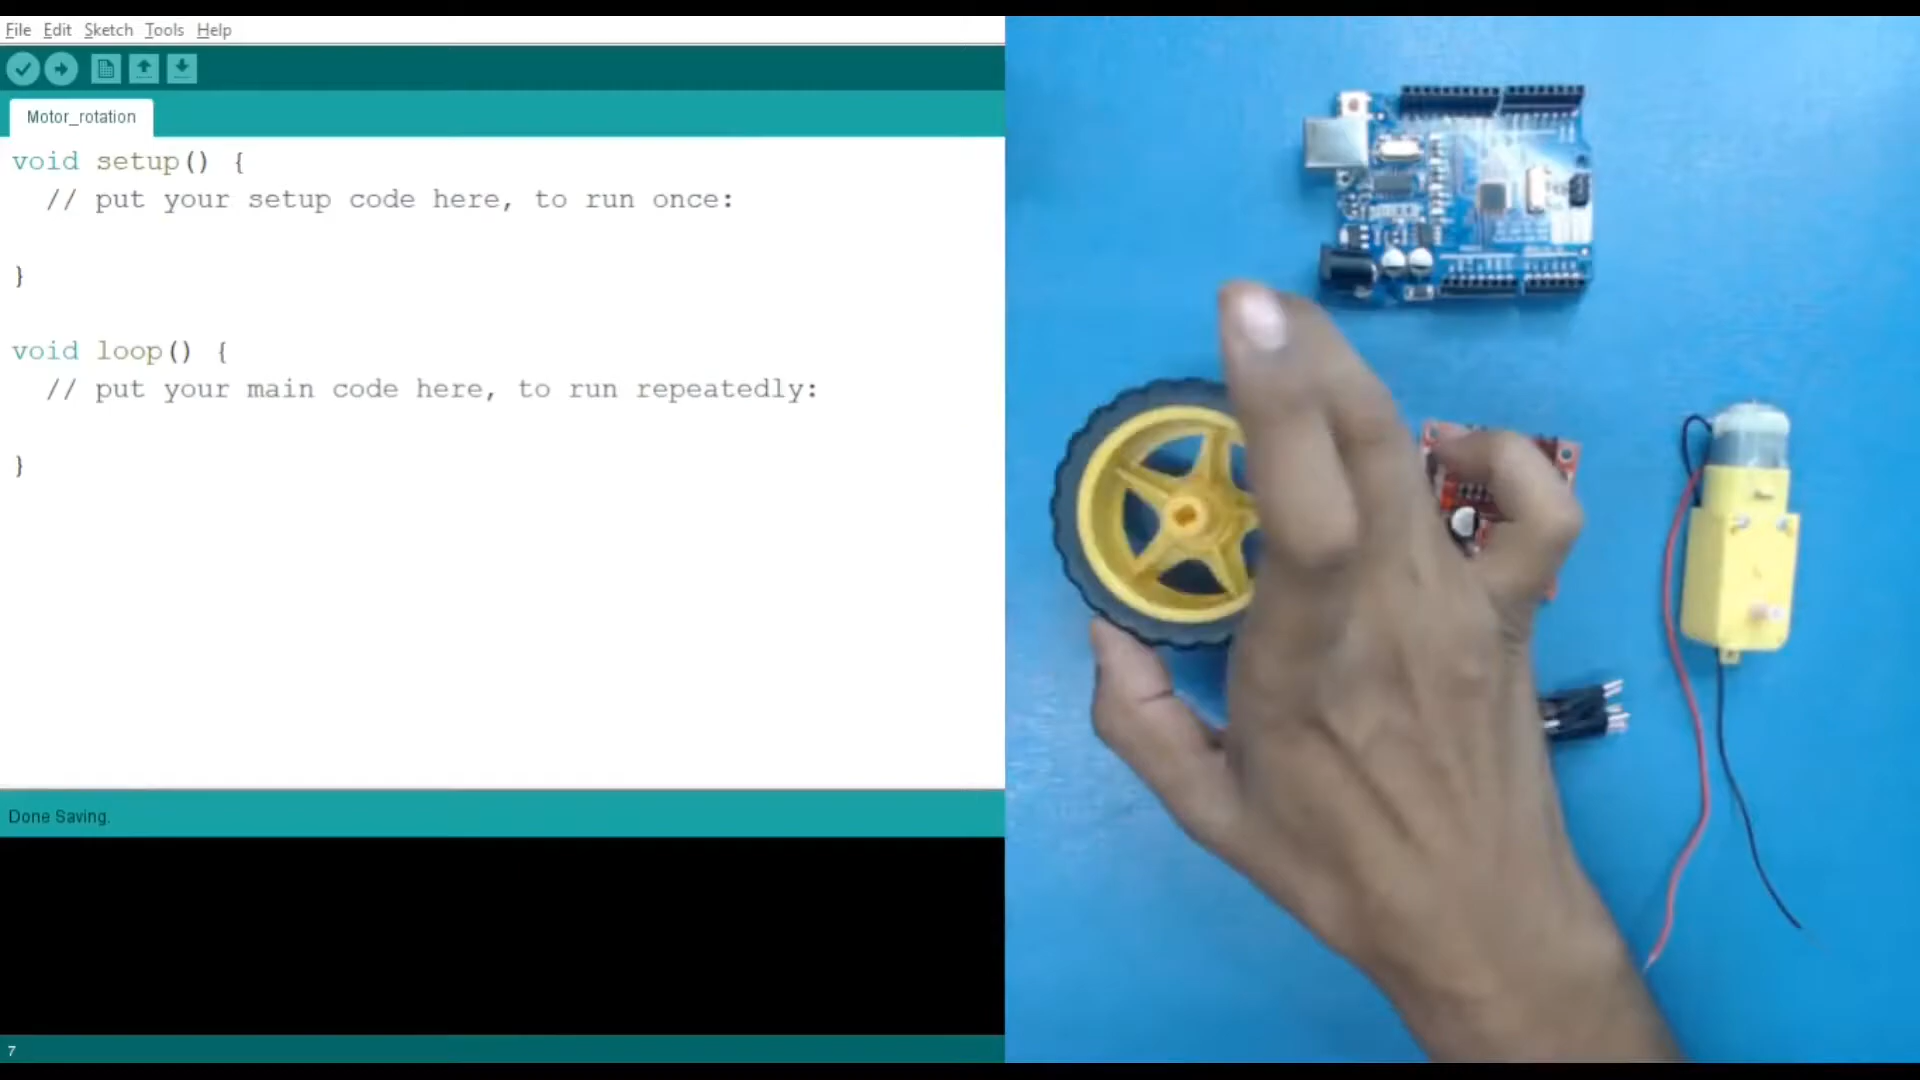 File Edit Sketch Tools Help
Motor_rotation
void setup() {
// put your setup code here, to run once:
}
void loop() {
// put your main code here, to run repeatedly:
}
Done Saving.
7